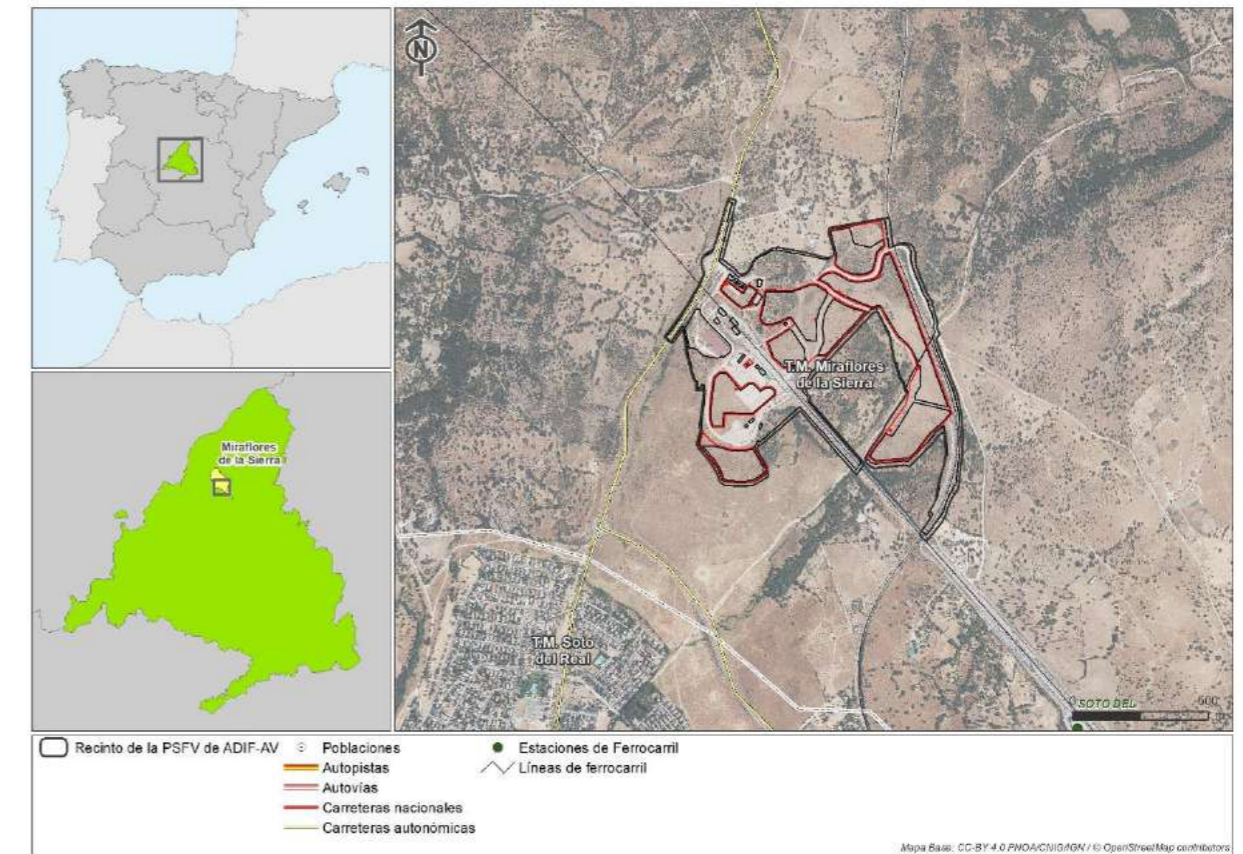 N
Miraflores
de la Sierra
T.M. Miraflores
de la Sierra
T.M. Soto
del Real
SOTO DEL
0 600
m
Recinto de la PSFV de ADIF-AV
Poblaciones
Autopistas
Autovías
Carreteras nacionales
Carreteras autonómicas
Estaciones de Ferrocarril
Líneas de ferrocarril
Mapa Base: CC-BY 4.0 PNOA/CNIG/IGN / © OpenStreetMap contributors